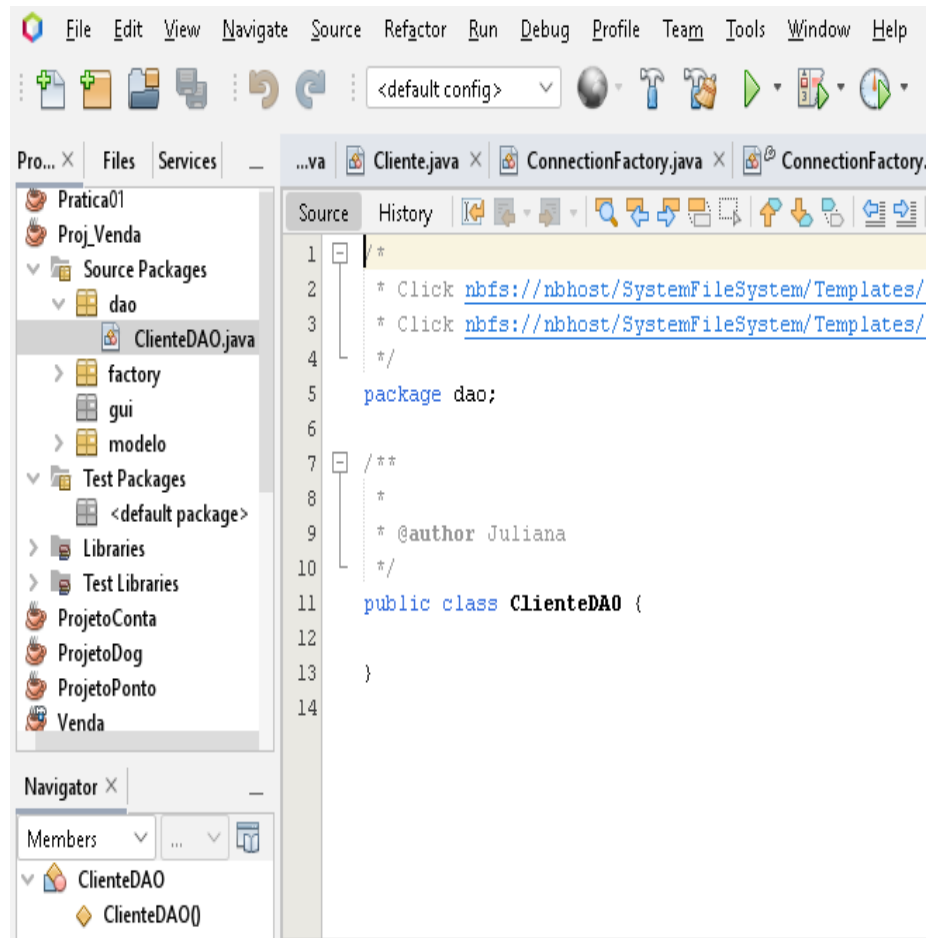 File Edit View Navigate Source Refactor Run Debug Profile Team Tools Window Help
<default config>
Pro... Files Services
...va Cliente.java ConnectionFactory.java ConnectionFactory.
Pratica01
Proj_Venda
Source Packages
dao
ClienteDAO.java
factory
gui
modelo
Test Packages
<default package>
Libraries
Test Libraries
ProjetoConta
ProjetoDog
ProjetoPonto
Venda
Navigator
Members ...
ClienteDAO
ClienteDAO()
Source History
1 /*
2 * Click nbfs://nbhost/SystemFileSystem/Templates/
3 * Click nbfs://nbhost/SystemFileSystem/Templates/
4 */
5 package dao;
6
7 /**
8 *
9 * @author Juliana
10 */
11 public class ClienteDAO {
12
13 }
14